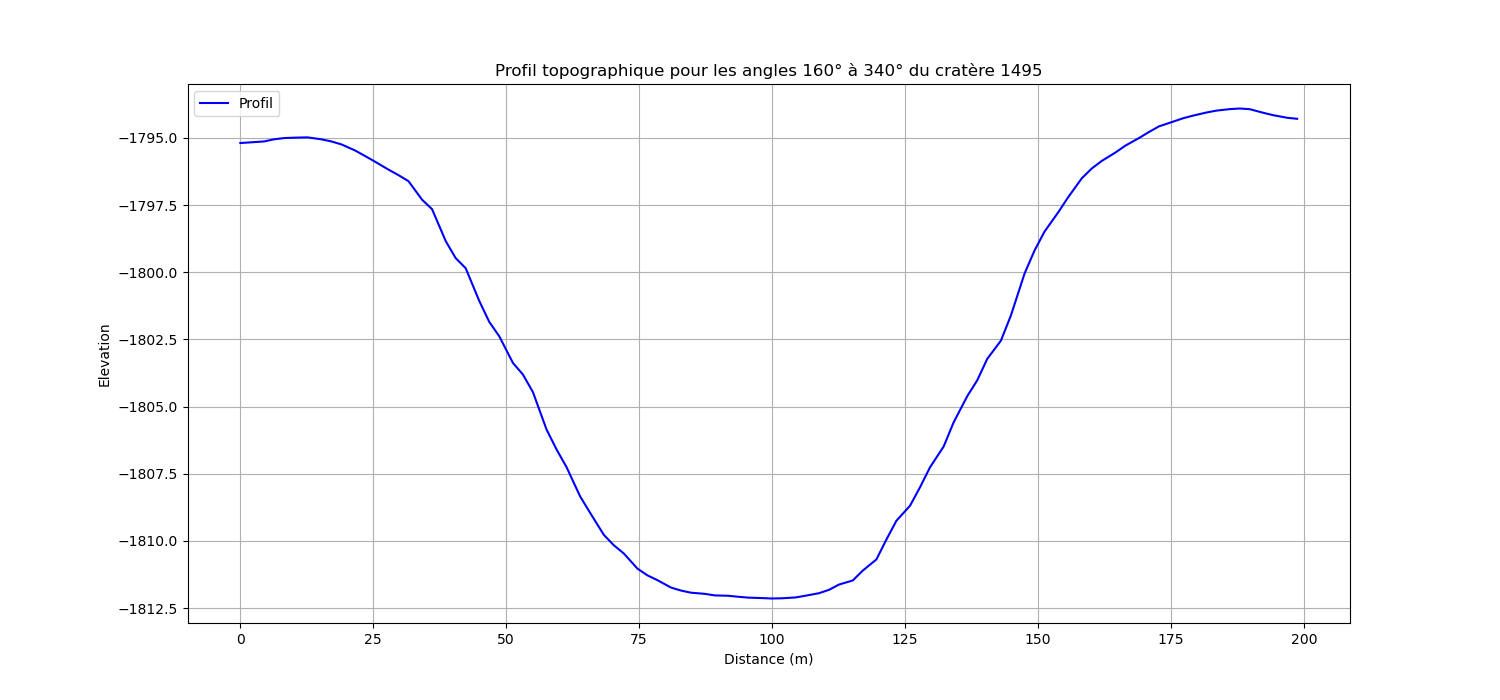 Profil topographique pour les angles 160° à 340° du cratère 1495
Profil
−1795.0
−1797.5
−1800.0
−1802.5
−1805.0
−1807.5
−1810.0
−1812.5
Elevation
0 25 50 75 100 125 150 175 200
Distance (m)